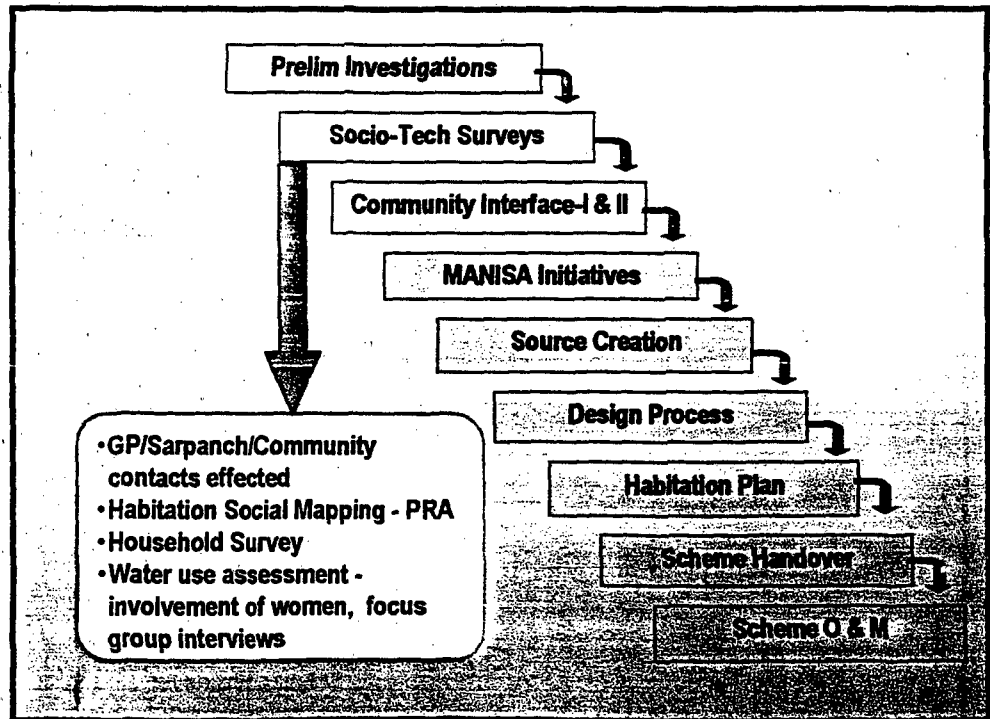 Prelim Investigations
Socio-Tech Surveys
Community Interface-I & II
MANISA Initiatives
Source Creation
Design Process
Habitation Plan
Scheme Handover
Scheme O & M
•GP/Sarpanch/Community
contacts effected
•Habitation Social Mapping - PRA
•Household Survey
•Water use assessment -
involvement of women, focus
group interviews